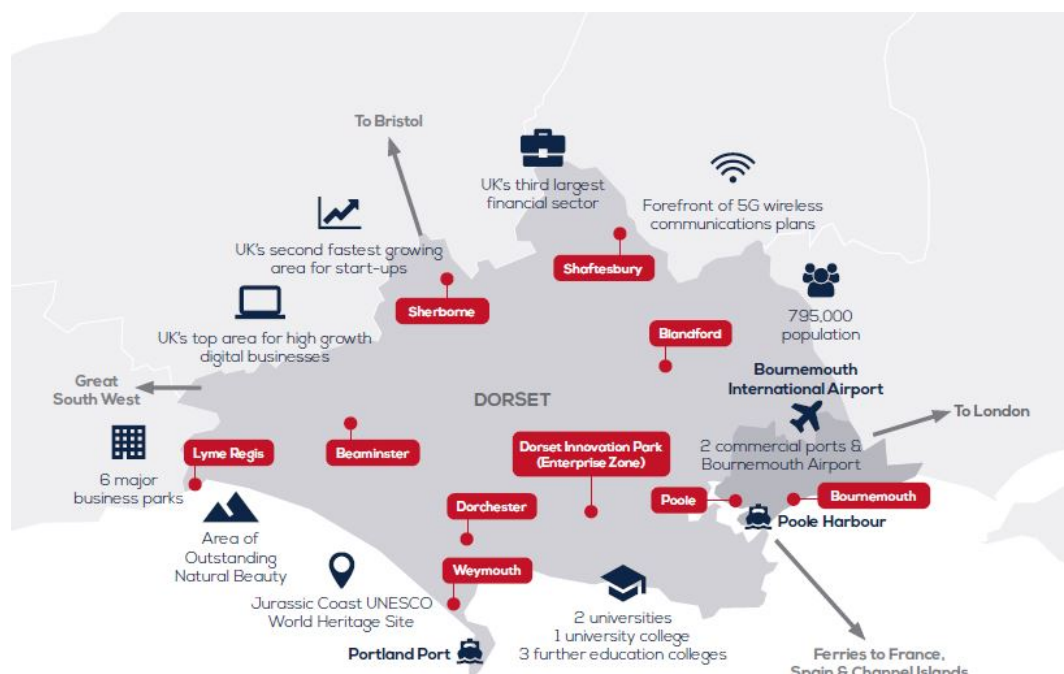 To Bristol
UK's third largest
financial sector
Forefront of 5G wireless
communications plans
UK's second fastest growing
area for start-ups
Shaftesbury
Sherborne
795,000
population
UK's top area for high growth
digital businesses
Blandford
Great
South West
Bournemouth
International Airport
DORSET
To London
Lyme Regis
Beaminster
Dorset Innovation Park
(Enterprise Zone)
2 commercial ports &
Bournemouth Airport
6 major
business parks
Poole
Bournemouth
Dorchester
Poole Harbour
Area of
Outstanding
Natural Beauty
Weymouth
Jurassic Coast UNESCO
World Heritage Site
2 universities
1 university college
3 further education colleges
Portland Port
Ferries to France,
Spain & Channel Islands